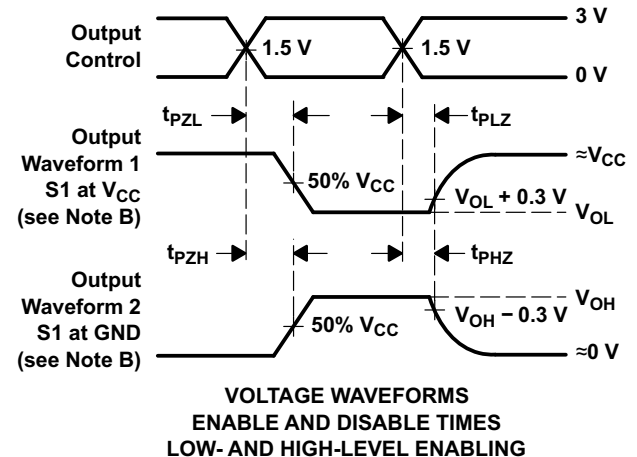 Output
Control
1.5 V
1.5 V
3 V
0 V
tPZL
tPLZ
Output
Waveform 1
S1 at VCC
(see Note B)
50% VCC
VOL + 0.3 V
≈VCC
VOL
tPZH
tPHZ
Output
Waveform 2
S1 at GND
(see Note B)
50% VCC
VOH − 0.3 V
VOH
≈0 V
VOLTAGE WAVEFORMS
ENABLE AND DISABLE TIMES
LOW- AND HIGH-LEVEL ENABLING